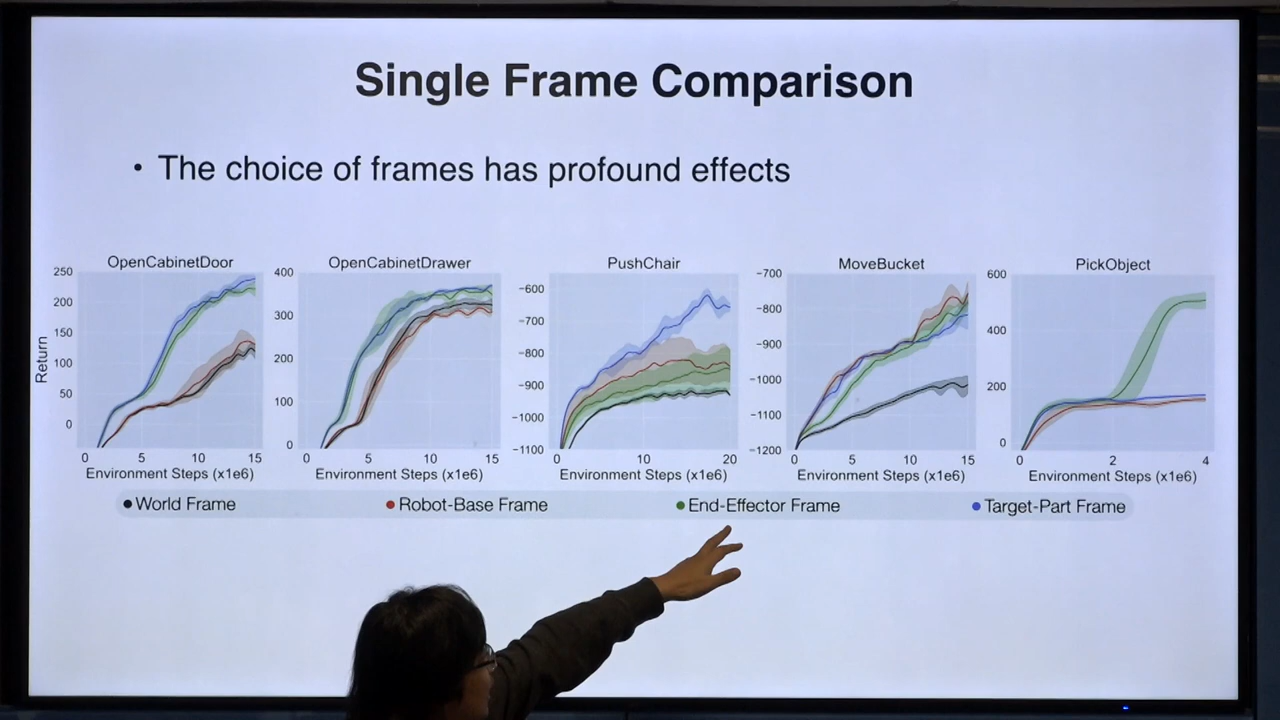 Single Frame Comparison
• The choice of frames has profound effects
OpenCabinetDoor
OpenCabinetDrawer
PushChair
MoveBucket
PickObject
Return
250
200
150
100
50
0
0 5 10 15
Environment Steps (x1e6)
400
300
200
100
0
0 5 10 15
Environment Steps (x1e6)
−600
−700
−800
−900
−1000
−1100
0 10 20
Environment Steps (x1e6)
−700
−800
−900
−1000
−1100
−1200
0 5 10 15
Environment Steps (x1e6)
600
400
200
0
0 2 4
Environment Steps (x1e6)
World Frame
Robot-Base Frame
End-Effector Frame
Target-Part Frame